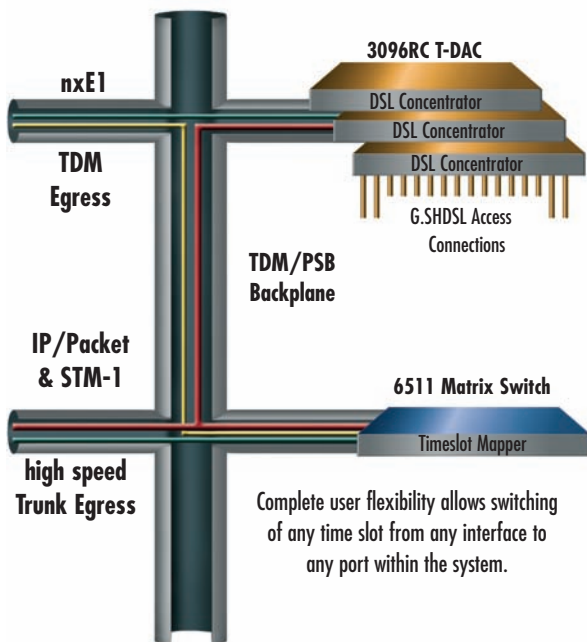 3096RC T-DAC
nxE1
DSL Concentrator
DSL Concentrator
TDM
Egress
DSL Concentrator
G.SHDSL Access
Connections
TDM/PSB
Backplane
IP/Packet
& STM-1
6511 Matrix Switch
Timeslot Mapper
high speed
Trunk Egress
Complete user flexibility allows switching
of any time slot from any interface to
any port within the system.